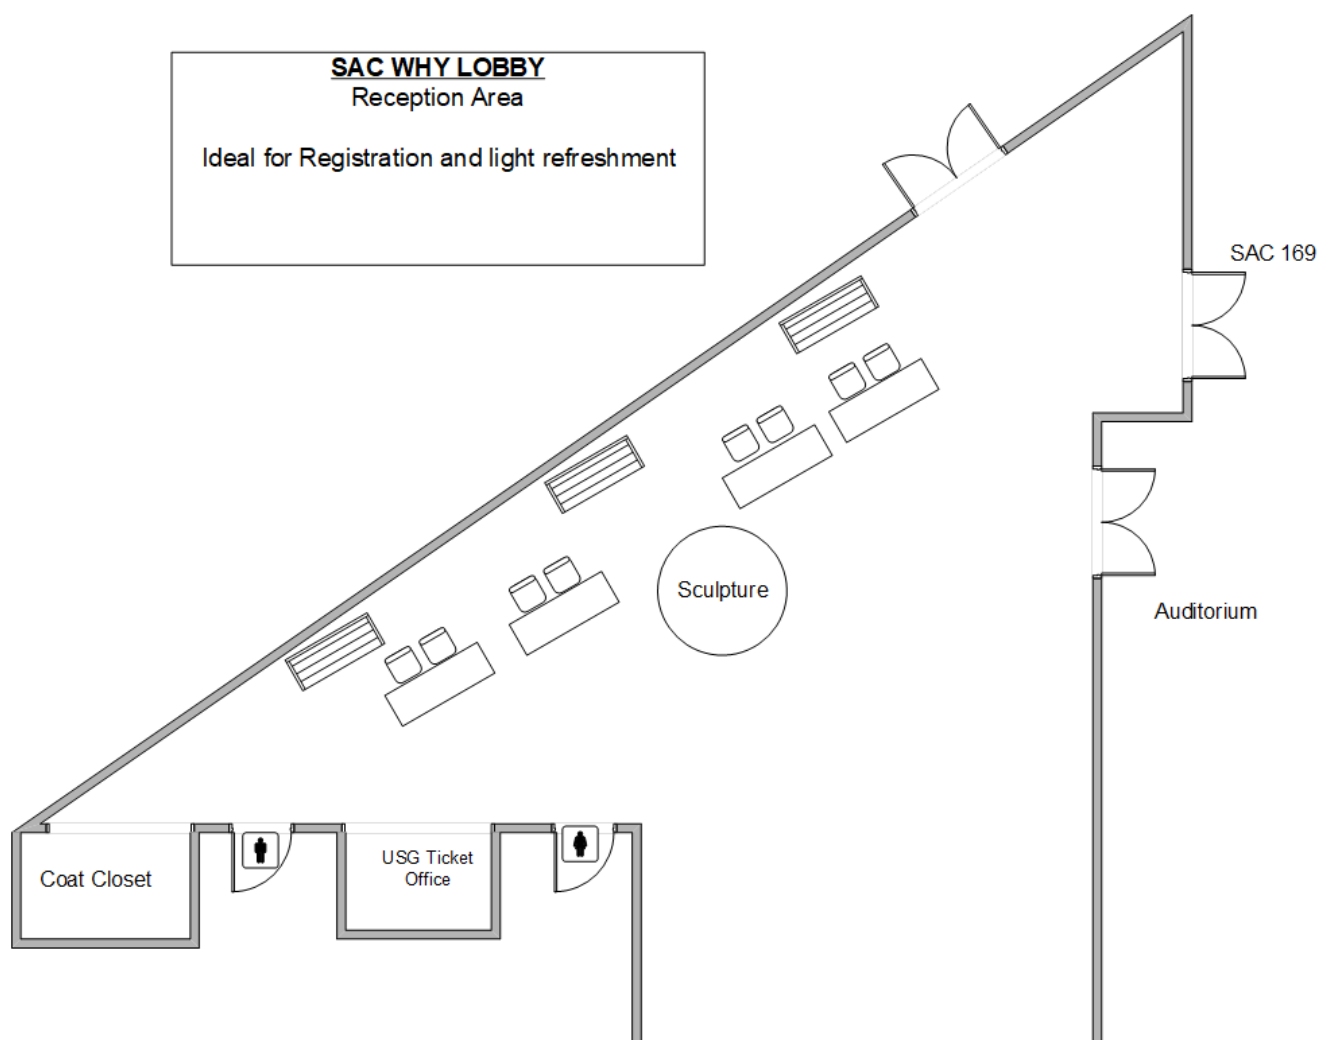 SAC WHY LOBBY
Reception Area
Ideal for Registration and light refreshment
SAC 169
Sculpture
Auditorium
Coat Closet
USG Ticket
Office